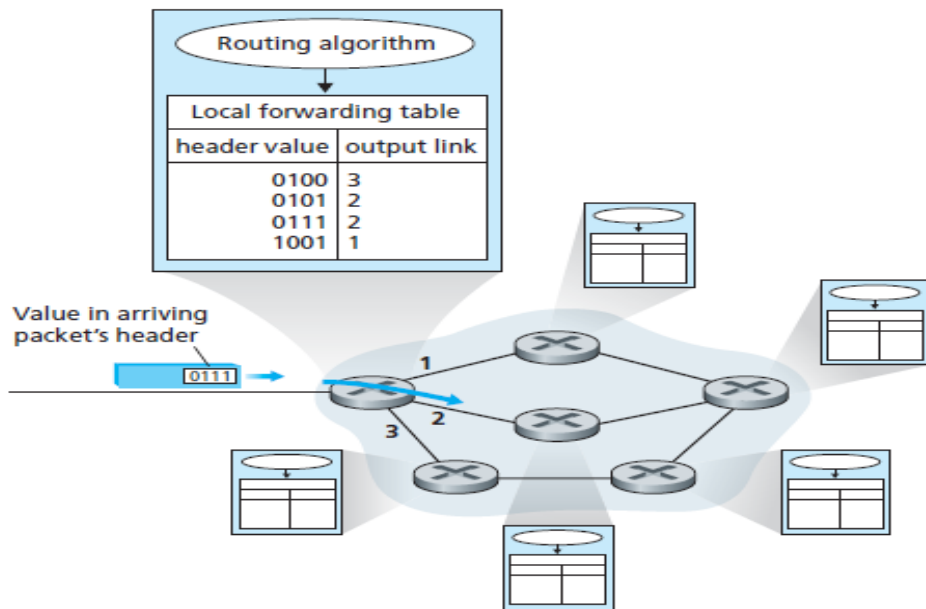 Routing algorithm
Local forwarding table
header value output link
0100 3
0101 2
0111 2
1001 1
Value in arriving
packet's header
0111
1
2
3